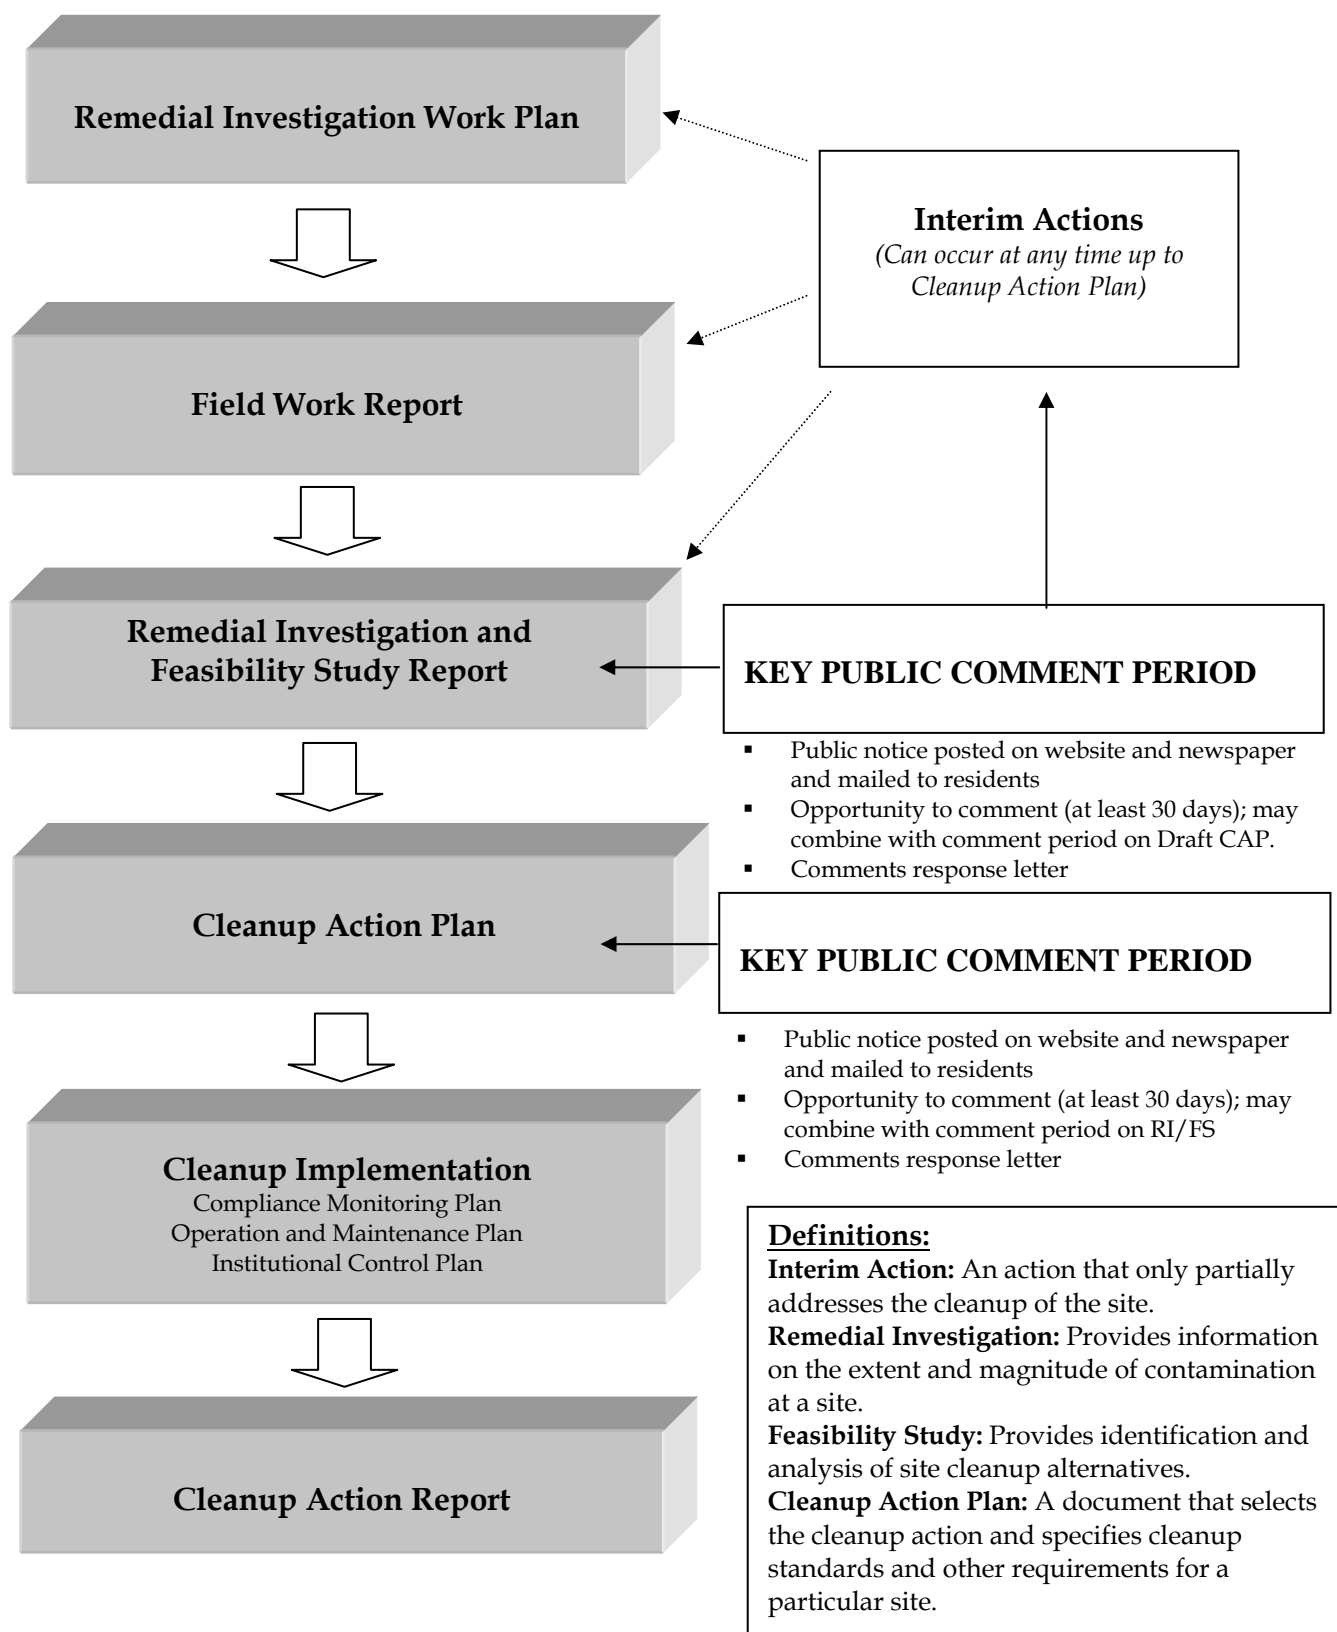 Remedial Investigation Work Plan
Interim Actions
(Can occur at any time up to
Cleanup Action Plan)
Field Work Report
Remedial Investigation and
Feasibility Study Report
KEY PUBLIC COMMENT PERIOD
▪ Public notice posted on website and newspaper
and mailed to residents
▪ Opportunity to comment (at least 30 days); may
combine with comment period on Draft CAP.
▪ Comments response letter
Cleanup Action Plan
KEY PUBLIC COMMENT PERIOD
▪ Public notice posted on website and newspaper
and mailed to residents
▪ Opportunity to comment (at least 30 days); may
combine with comment period on RI/FS
▪ Comments response letter
Cleanup Implementation
Compliance Monitoring Plan
Operation and Maintenance Plan
Institutional Control Plan
Cleanup Action Report
Definitions:
Interim Action: An action that only partially
addresses the cleanup of the site.
Remedial Investigation: Provides information
on the extent and magnitude of contamination
at a site.
Feasibility Study: Provides identification and
analysis of site cleanup alternatives.
Cleanup Action Plan: A document that selects
the cleanup action and specifies cleanup
standards and other requirements for a
particular site.